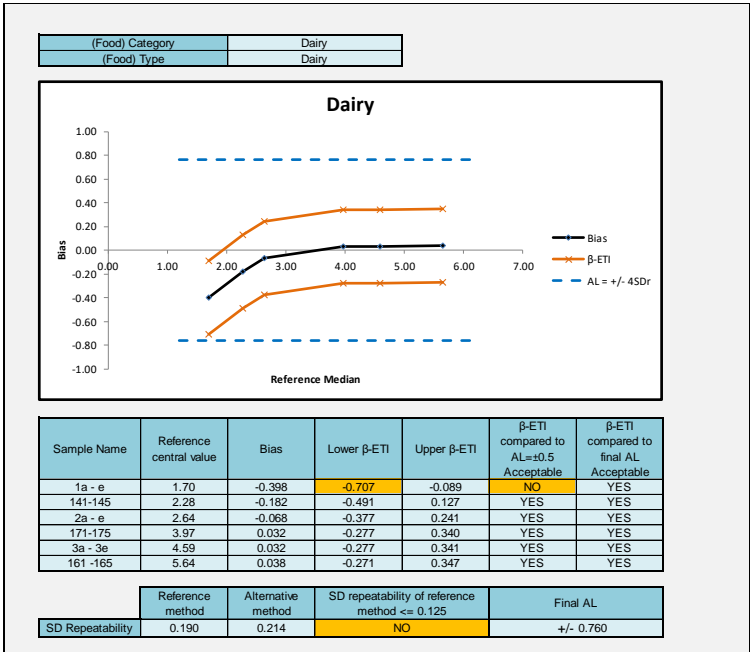 (Food) Category Dairy
(Food) Type Dairy
Dairy
1.00
0.80
0.60
0.40
0.20
0.00
-0.20
-0.40
-0.60
-0.80
-1.00
0.00 1.00 2.00 3.00 4.00 5.00 6.00 7.00
Bias
Reference Median
Bias
β-ETI
AL = +/- 4SDr
Sample Name Reference central value Bias Lower β-ETI Upper β-ETI β-ETI compared to AL=±0.5 Acceptable β-ETI compared to final AL Acceptable
1a - e 1.70 -0.398 -0.707 -0.089 NO YES
141-145 2.28 -0.182 -0.491 0.127 YES YES
2a - e 2.64 -0.068 -0.377 0.241 YES YES
171-175 3.97 0.032 -0.277 0.340 YES YES
3a - 3e 4.59 0.032 -0.277 0.341 YES YES
161 -165 5.64 0.038 -0.271 0.347 YES YES
Reference method Alternative method SD repeatability of reference method <= 0.125 Final AL
SD Repeatability 0.190 0.214 NO +/- 0.760